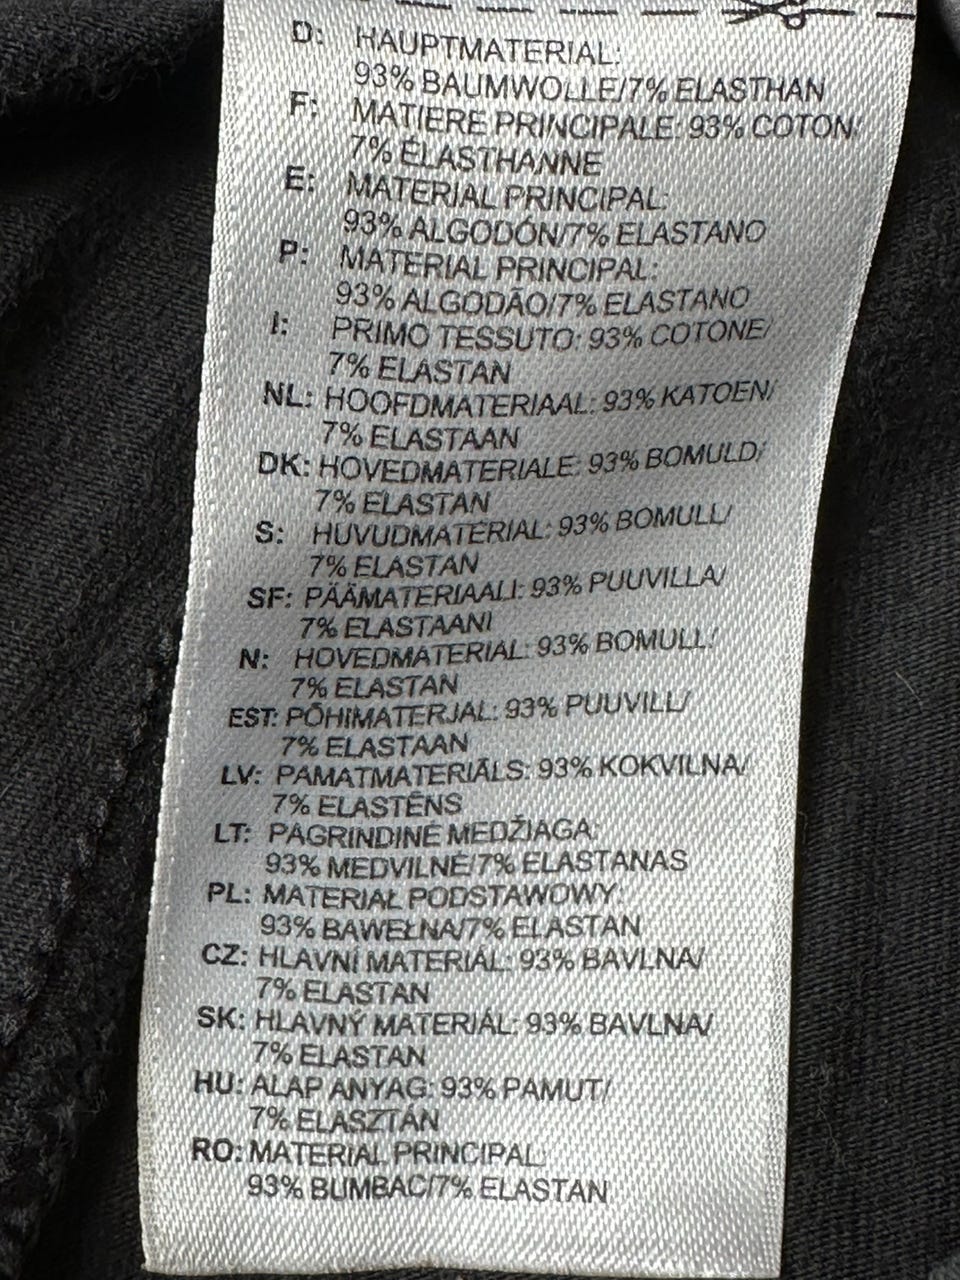 D: HAUPTMATERIAL:
93% BAUMWOLLE/7% ELASTHAN
F: MATIERE PRINCIPALE: 93% COTON/
7% ÉLASTHANNE
E: MATERIAL PRINCIPAL:
93% ALGODÓN/7% ELASTANO
P: MATERIAL PRINCIPAL:
93% ALGODÃO/7% ELASTANO
I: PRIMO TESSUTO: 93% COTONE/
7% ELASTAN
NL: HOOFDMATERIAAL: 93% KATOEN/
7% ELASTAAN
DK: HOVEDMATERIALE: 93% BOMULD/
7% ELASTAN
S: HUVUDMATERIAL: 93% BOMULL/
7% ELASTAN
SF: PÄÄMATERIAALI: 93% PUUVILLA/
7% ELASTAANI
N: HOVEDMATERIAL: 93% BOMULL/
7% ELASTAN
EST: PÕHIMATERJAL: 93% PUUVILL/
7% ELASTAAN
LV: PAMATMATERIĀLS: 93% KOKVILNA/
7% ELASTĒNS
LT: PAGRINDINĖ MEDŽIAGA:
93% MEDVILNĖ/7% ELASTANAS
PL: MATERIAŁ PODSTAWOWY:
93% BAWEŁNA/7% ELASTAN
CZ: HLAVNÍ MATERIÁL: 93% BAVLNA/
7% ELASTAN
SK: HLAVNÝ MATERIÁL: 93% BAVLNA/
7% ELASTAN
HU: ALAP ANYAG: 93% PAMUT/
7% ELASZTÁN
RO: MATERIAL PRINCIPAL:
93% BUMBAC/7% ELASTAN